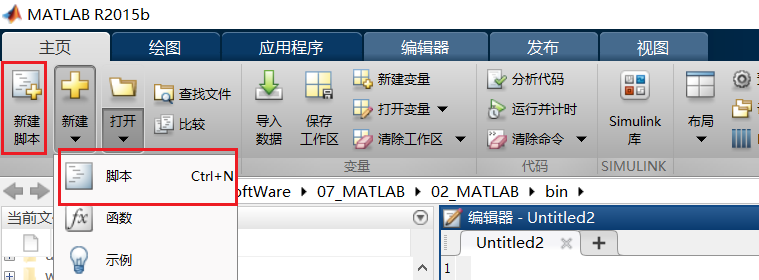 MATLAB R2015b
主页 绘图 应用程序 编辑器 发布 视图
新建脚本 新建 打开 查找文件 比较 导入数据 保存工作区 新建变量 打开变量 清除工作区 分析代码 运行并计时 清除命令 Simulink库 布局
变量 代码 SIMULINK
脚本 Ctrl+N
07_MATLAB 02_MATLAB bin
当前文
函数
编辑器 - Untitled2
Untitled2
示例
1